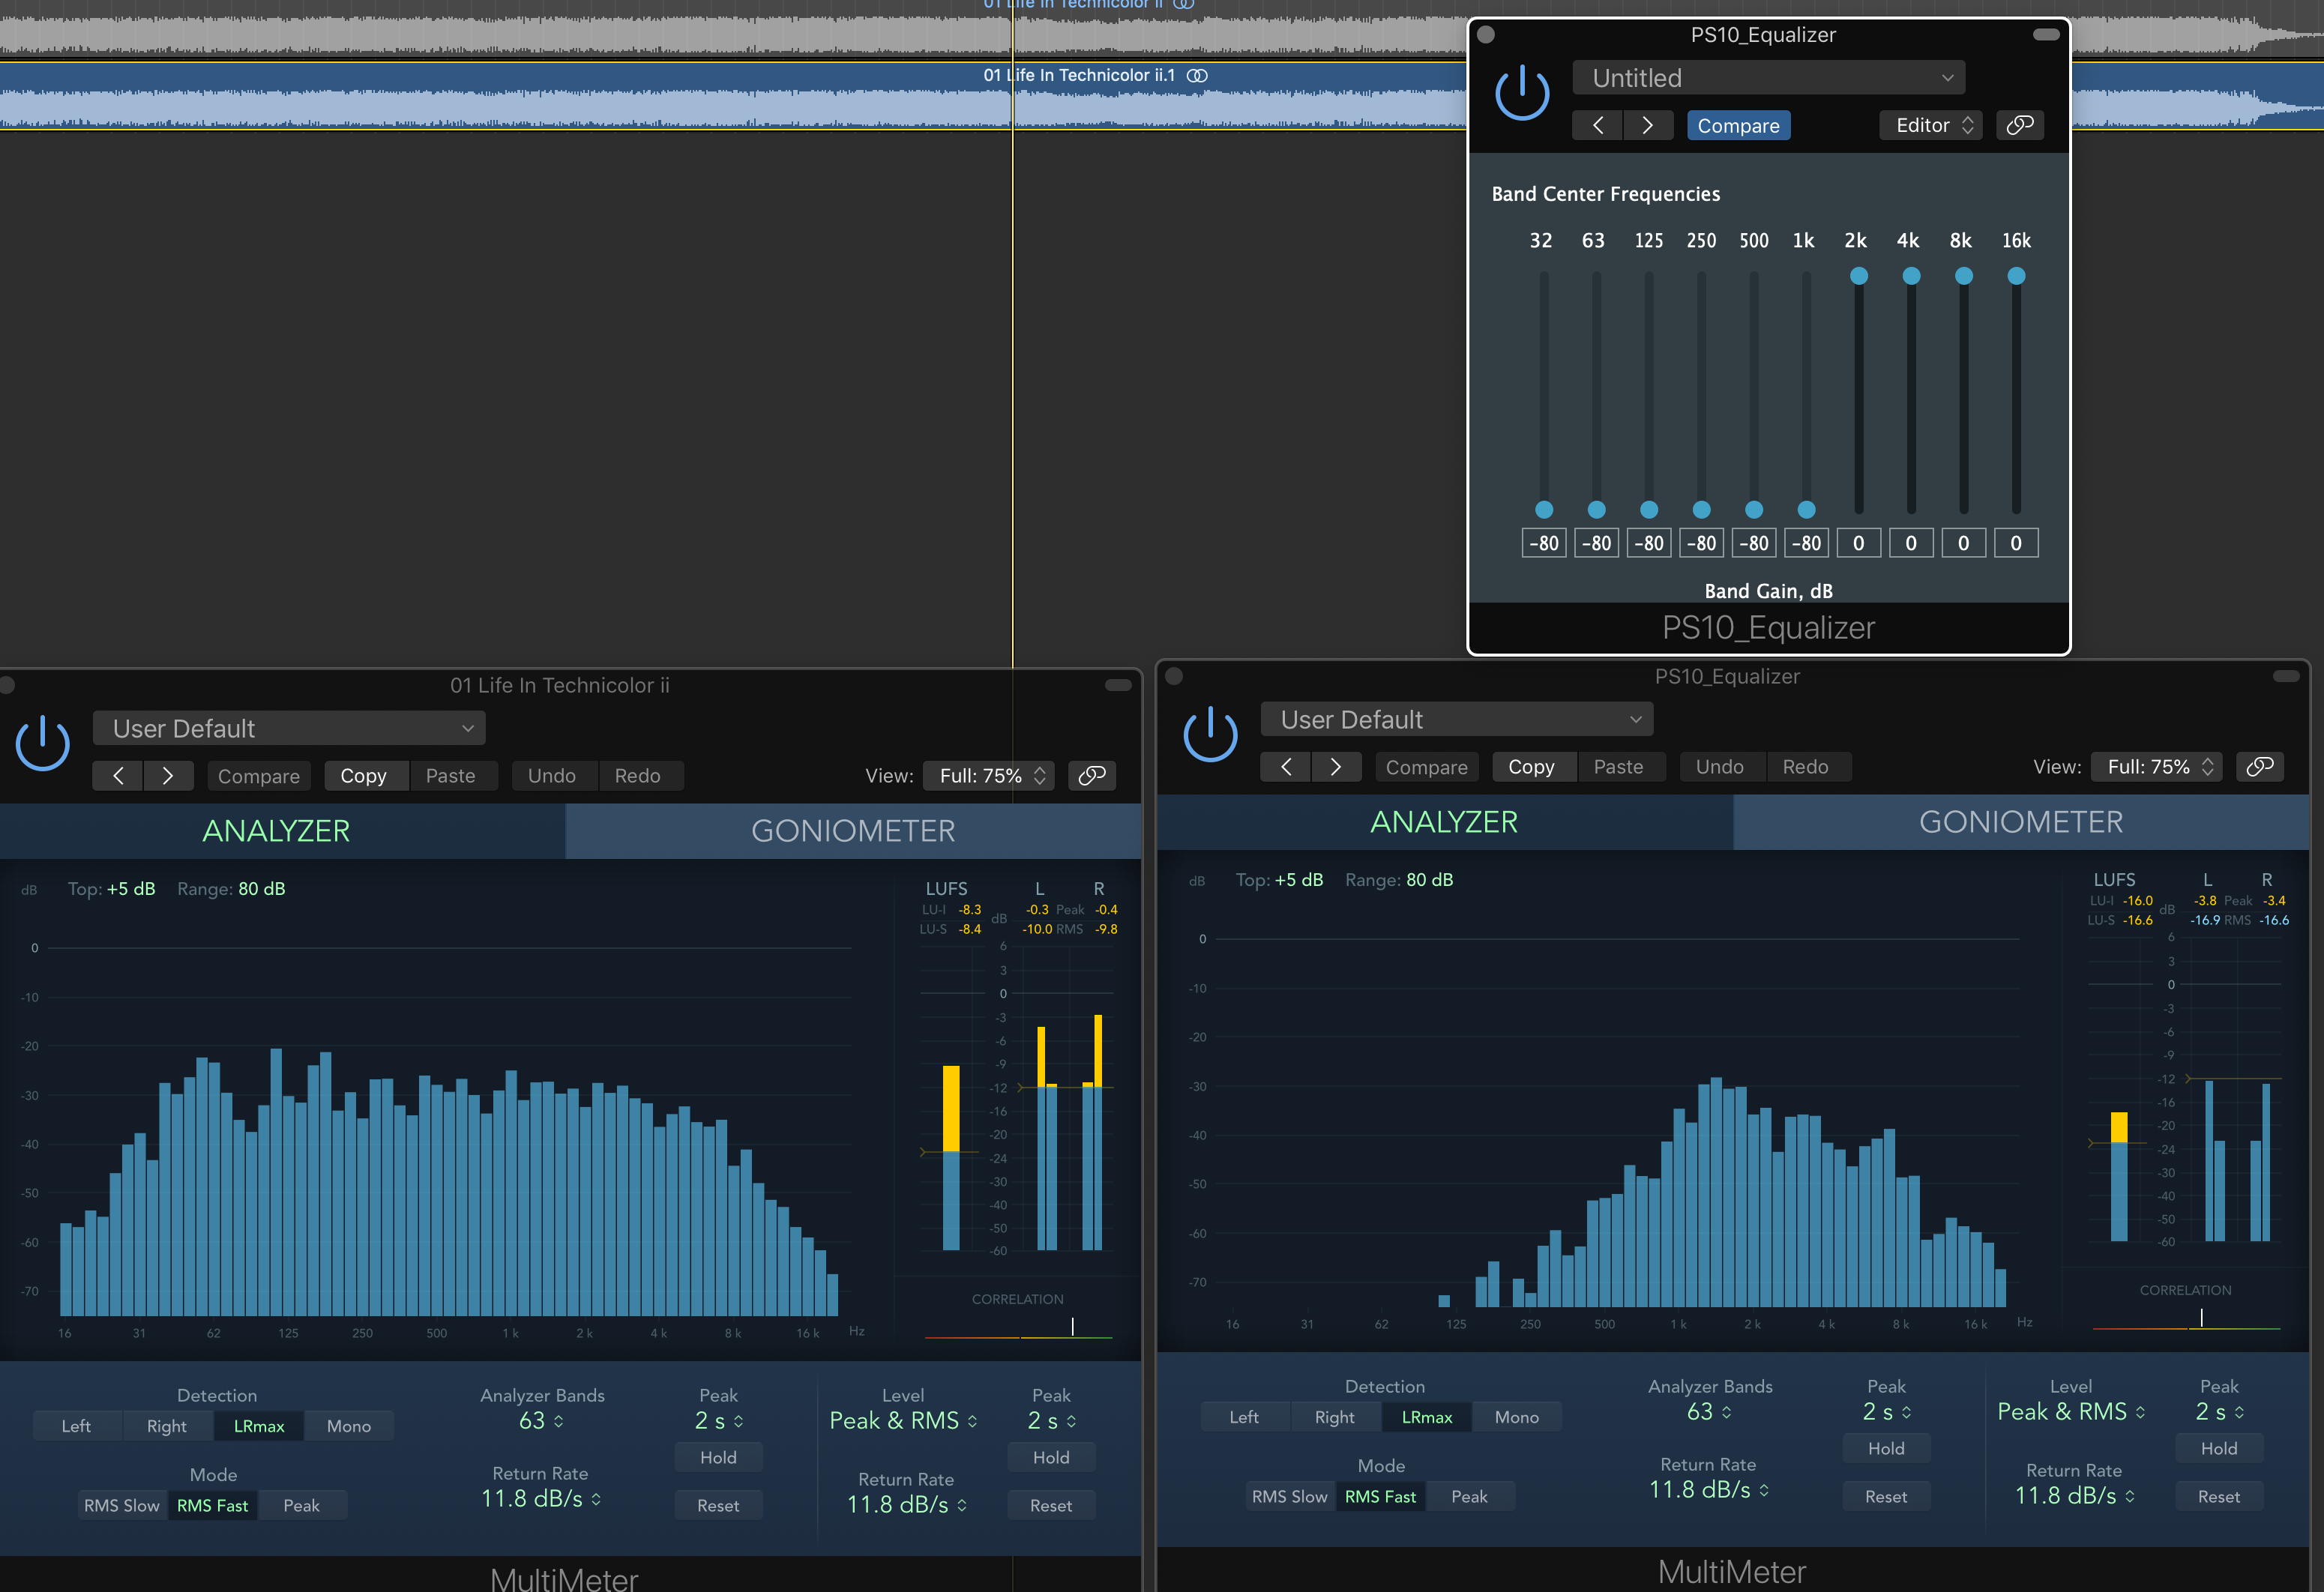 01 Life In Technicolor ii
01 Life In Technicolor ii.1
PS10_Equalizer
Untitled
Compare
Editor
Band Center Frequencies
32 63 125 250 500 1k 2k 4k 8k 16k
-80 -80 -80 -80 -80 -80 0 0 0 0
Band Gain, dB
PS10_Equalizer
01 Life In Technicolor ii
User Default
Compare Copy Paste Undo Redo View: Full: 75%
ANALYZER GONIOMETER
dB Top: +5 dB Range: 80 dB
0
-10
-20
-30
-40
-50
-60
-70
16 31 62 125 250 500 1 k 2 k 4 k 8 k 16 k Hz
LUFS L R
LU-I -8.3 dB -0.3 Peak -0.4
LU-S -8.4 -10.0 RMS -9.8
6
3
0
-3
-6
-9
-12
-16
-20
-24
-30
-40
-50
-60
CORRELATION
Detection
Left Right LRmax Mono
Mode
RMS Slow RMS Fast Peak
Analyzer Bands
63
Return Rate
11.8 dB/s
Peak
2 s
Hold
Reset
Level
Peak & RMS
Return Rate
11.8 dB/s
Peak
2 s
Hold
Reset
MultiMeter
PS10_Equalizer
User Default
Compare Copy Paste Undo Redo View: Full: 75%
ANALYZER GONIOMETER
dB Top: +5 dB Range: 80 dB
0
-10
-20
-30
-40
-50
-60
-70
16 31 62 125 250 500 1 k 2 k 4 k 8 k 16 k Hz
LUFS L R
LU-I -16.0 dB -3.8 Peak -3.4
LU-S -16.6 -16.9 RMS -16.6
6
3
0
-3
-6
-9
-12
-16
-20
-24
-30
-40
-50
-60
CORRELATION
Detection
Left Right LRmax Mono
Mode
RMS Slow RMS Fast Peak
Analyzer Bands
63
Return Rate
11.8 dB/s
Peak
2 s
Hold
Reset
Level
Peak & RMS
Return Rate
11.8 dB/s
Peak
2 s
Hold
Reset
MultiMeter